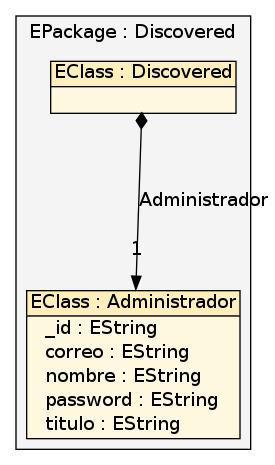 EPackage : Discovered
EClass : Discovered
Administrador
1
EClass : Administrador
_id : EString
correo : EString
nombre : EString
password : EString
titulo : EString